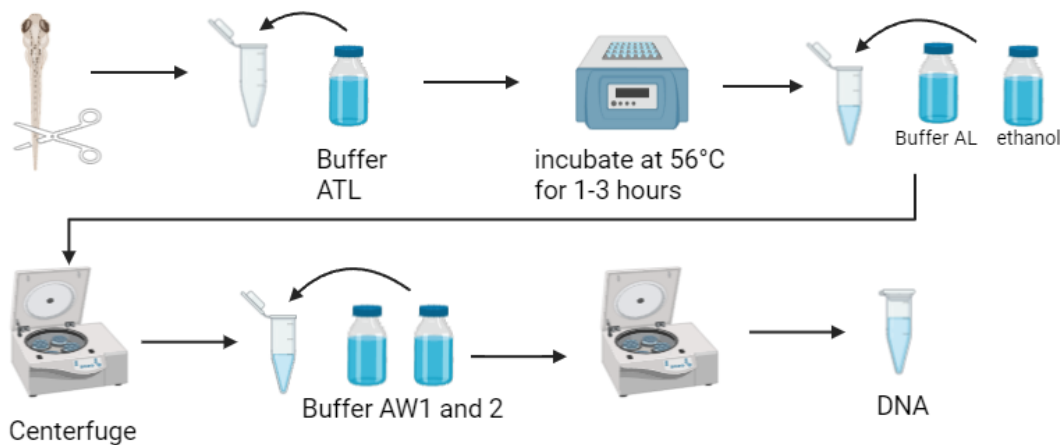 Buffer
ATL
incubate at 56°C
for 1-3 hours
Buffer AL
ethanol
Centerfuge
Buffer AW1 and 2
DNA